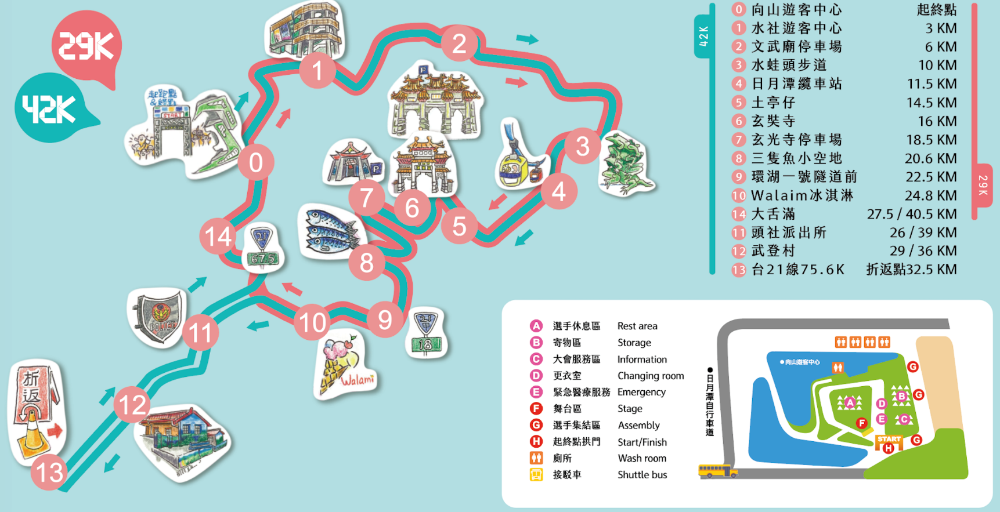 29K
42K
起跑點
&終點
START
P
P
21
67.5
POLICE
21甲
18
Walami
折返
0
1
2
3
4
5
6
7
8
9
10
11
12
13
14
42K
29K
0 向山遊客中心 起終點
1 水社遊客中心 3 KM
2 文武廟停車場 6 KM
3 水蛙頭步道 10 KM
4 日月潭纜車站 11.5 KM
5 土亭仔 14.5 KM
6 玄奘寺 16 KM
7 玄光寺停車場 18.5 KM
8 三隻魚小空地 20.6 KM
9 環湖一號隧道前 22.5 KM
10 Walaim冰淇淋 24.8 KM
14 大舌滿 27.5 / 40.5 KM
11 頭社派出所 26 / 39 KM
12 武登村 29 / 36 KM
13 台21線75.6K 折返點32.5 KM
A 選手休息區 Rest area
B 寄物區 Storage
C 大會服務區 Information
D 更衣室 Changing room
E 緊急醫療服務 Emergency
F 舞台區 Stage
G 選手集結區 Assembly
H 起終點拱門 Start/Finish
廁所 Wash room
接駁車 Shuttle bus
日月潭自行車道
向山遊客中心
A
B
C
D
E
F
G
G
G
START
H